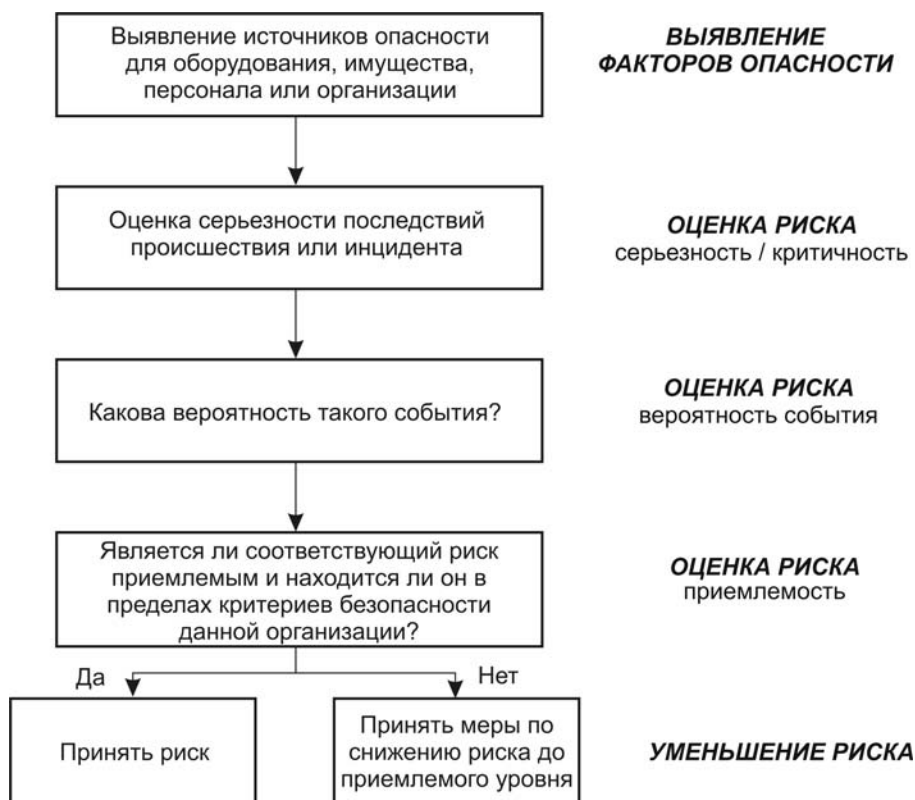 Выявление источников опасности
для оборудования, имущества,
персонала или организации
ВЫЯВЛЕНИЕ
ФАКТОРОВ ОПАСНОСТИ
Оценка серьезности последствий
происшествия или инцидента
ОЦЕНКА РИСКА
серьезность / критичность
Какова вероятность такого события?
ОЦЕНКА РИСКА
вероятность события
Является ли соответствующий риск
приемлемым и находится ли он в
пределах критериев безопасности
данной организации?
ОЦЕНКА РИСКА
приемлемость
Да
Нет
Принять риск
Принять меры по
снижению риска до
приемлемого уровня
УМЕНЬШЕНИЕ РИСКА